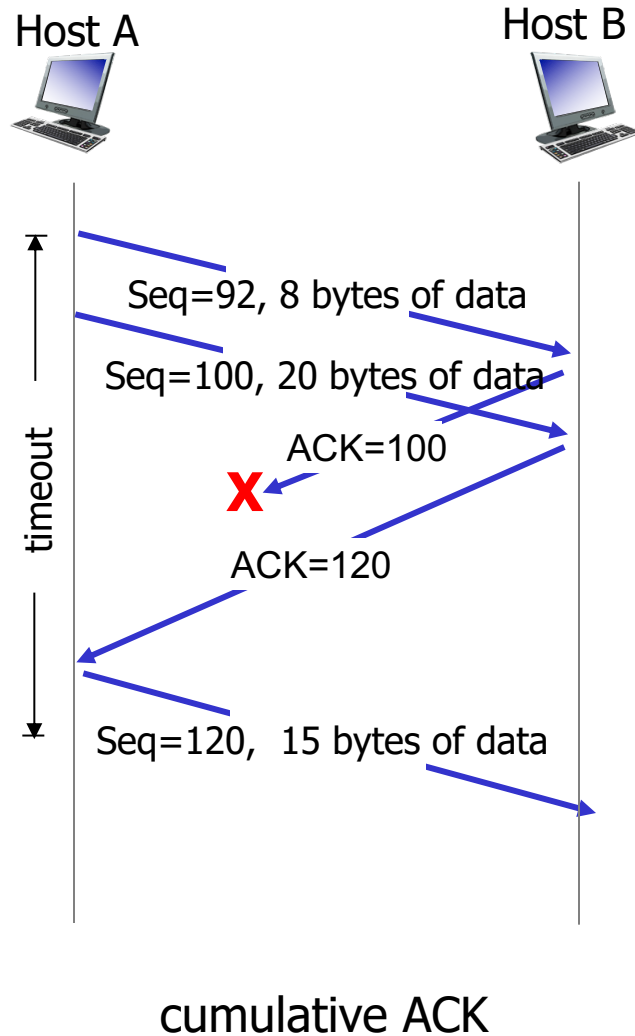 Host A
Host B
Seq=92, 8 bytes of data
Seq=100, 20 bytes of data
ACK=100
X
timeout
ACK=120
Seq=120,  15 bytes of data
cumulative ACK